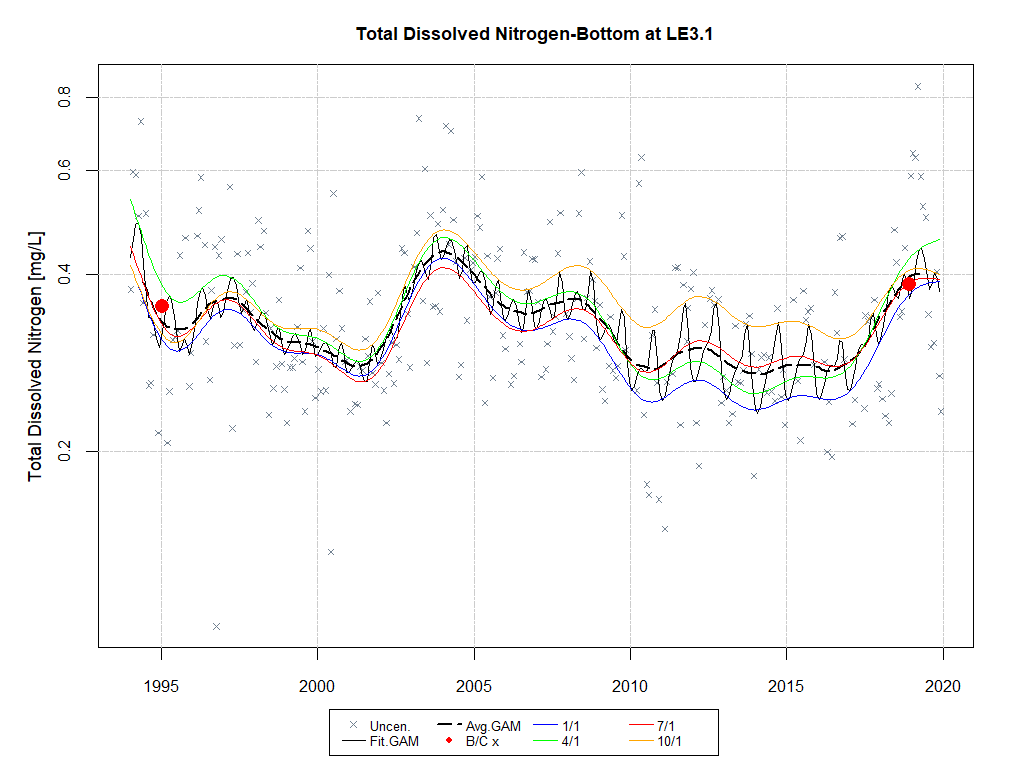 Total Dissolved Nitrogen-Bottom at LE3.1
Total Dissolved Nitrogen [mg/L]
0.8
0.6
0.4
0.2
1995 2000 2005 2010 2015 2020
Uncen. Avg.GAM 1/1 7/1
Fit.GAM B/C x 4/1 10/1